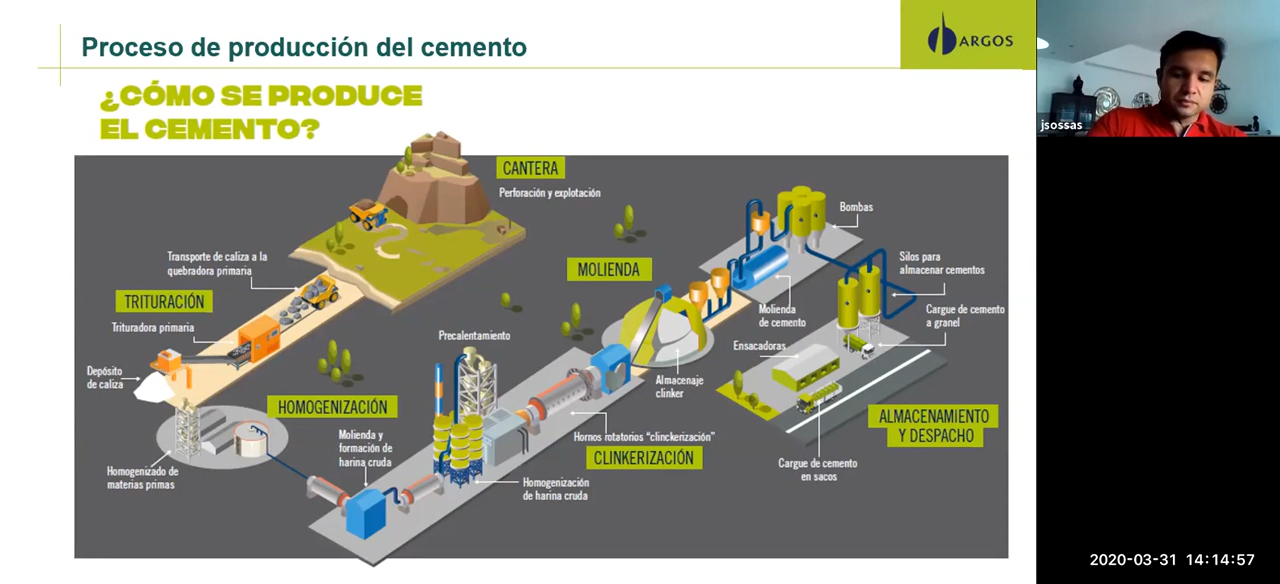 Proceso de producción del cemento
ARGOS
¿CÓMO SE PRODUCE
EL CEMENTO?
CANTERA
Perforación y explotación
Transporte de caliza a la
quebradora primaria
TRITURACIÓN
Trituradora primaria
Depósito
de caliza
HOMOGENIZACIÓN
Homogenizado de
materias primas
Molienda y
formación de
harina cruda
Precalentamiento
Homogenización
de harina cruda
Hornos rotatorios “clinckerización”
CLINKERIZACIÓN
MOLIENDA
Almacenaje
clinker
Molienda
de cemento
Bombas
Silos para
almacenar cementos
Cargue de cemento
a granel
Ensacadoras
Cargue de cemento
en sacos
ALMACENAMIENTO
Y DESPACHO
jsossas
2020-03-31 14:14:57